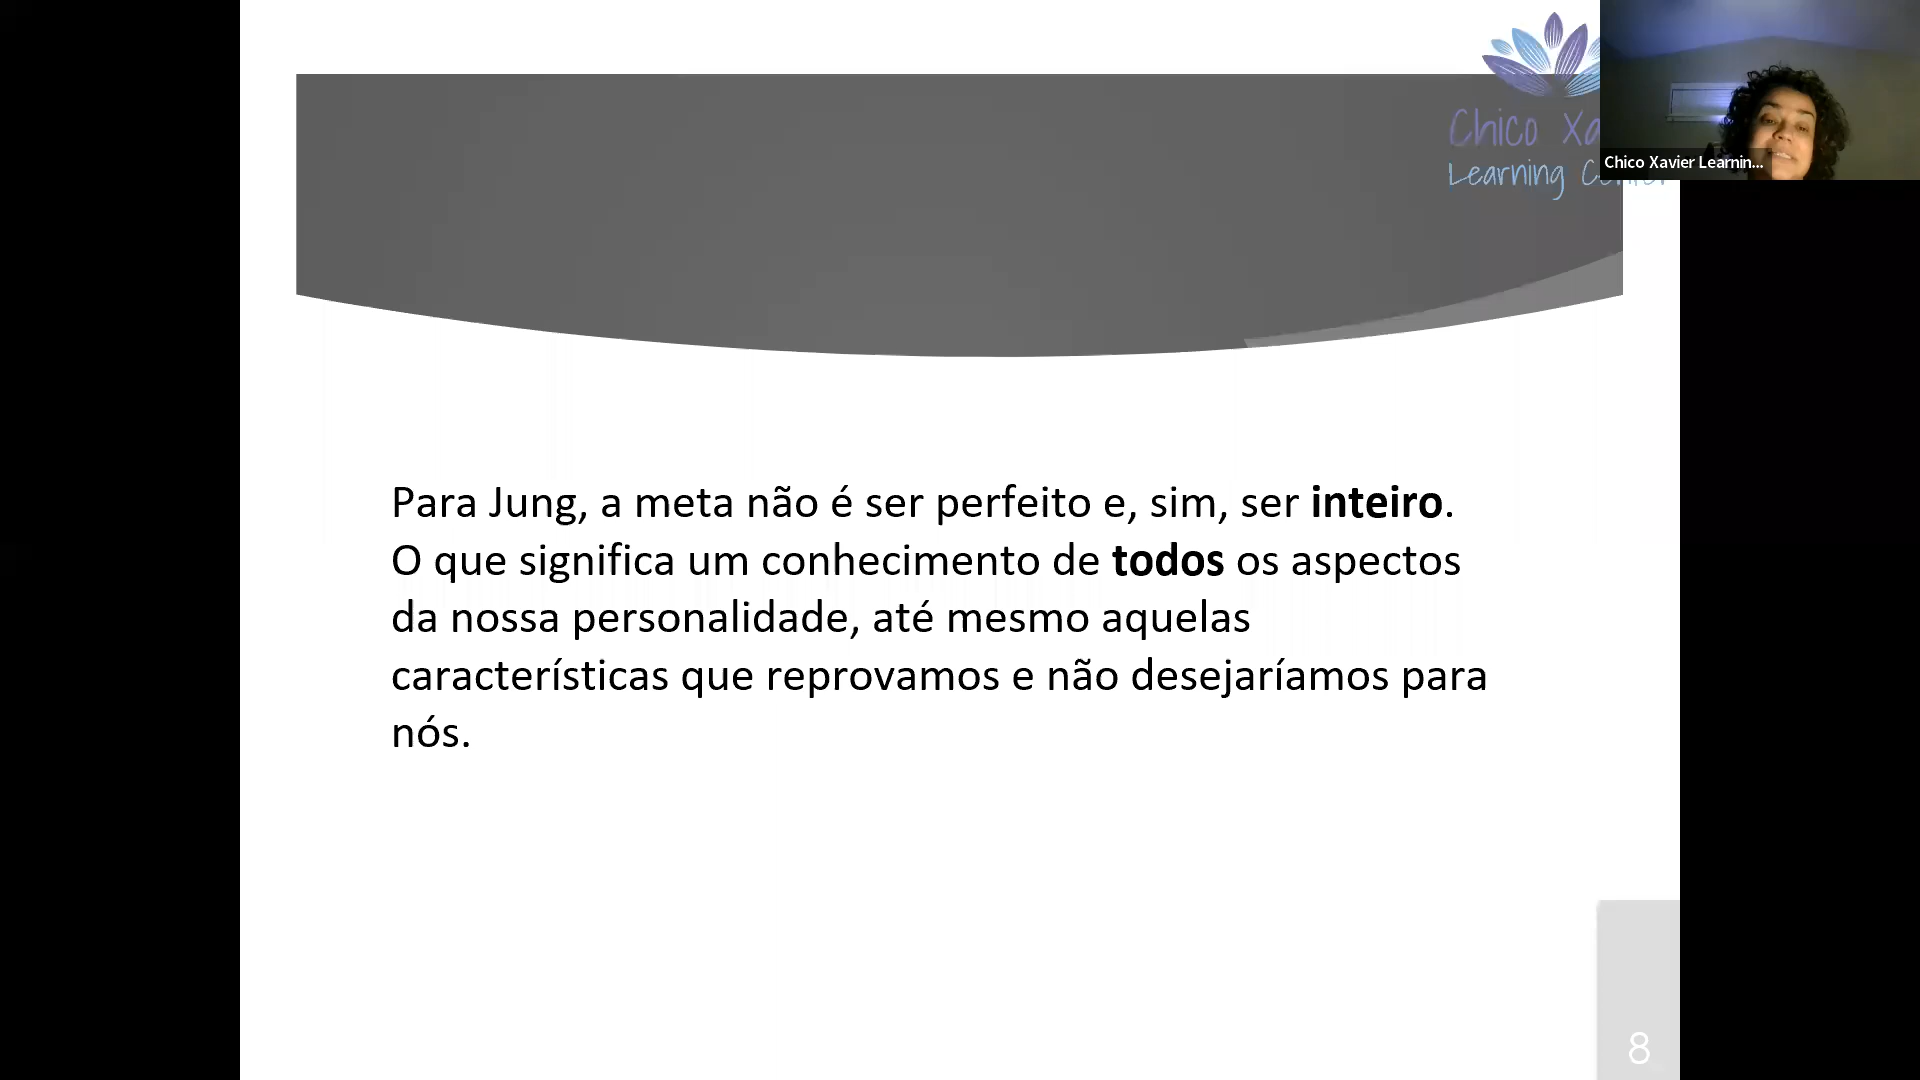 Chico Xa
Learning Center
Chico Xavier Learnin...
Para Jung, a meta não é ser perfeito e, sim, ser inteiro.
O que significa um conhecimento de todos os aspectos
da nossa personalidade, até mesmo aquelas
características que reprovamos e não desejaríamos para
nós.
8